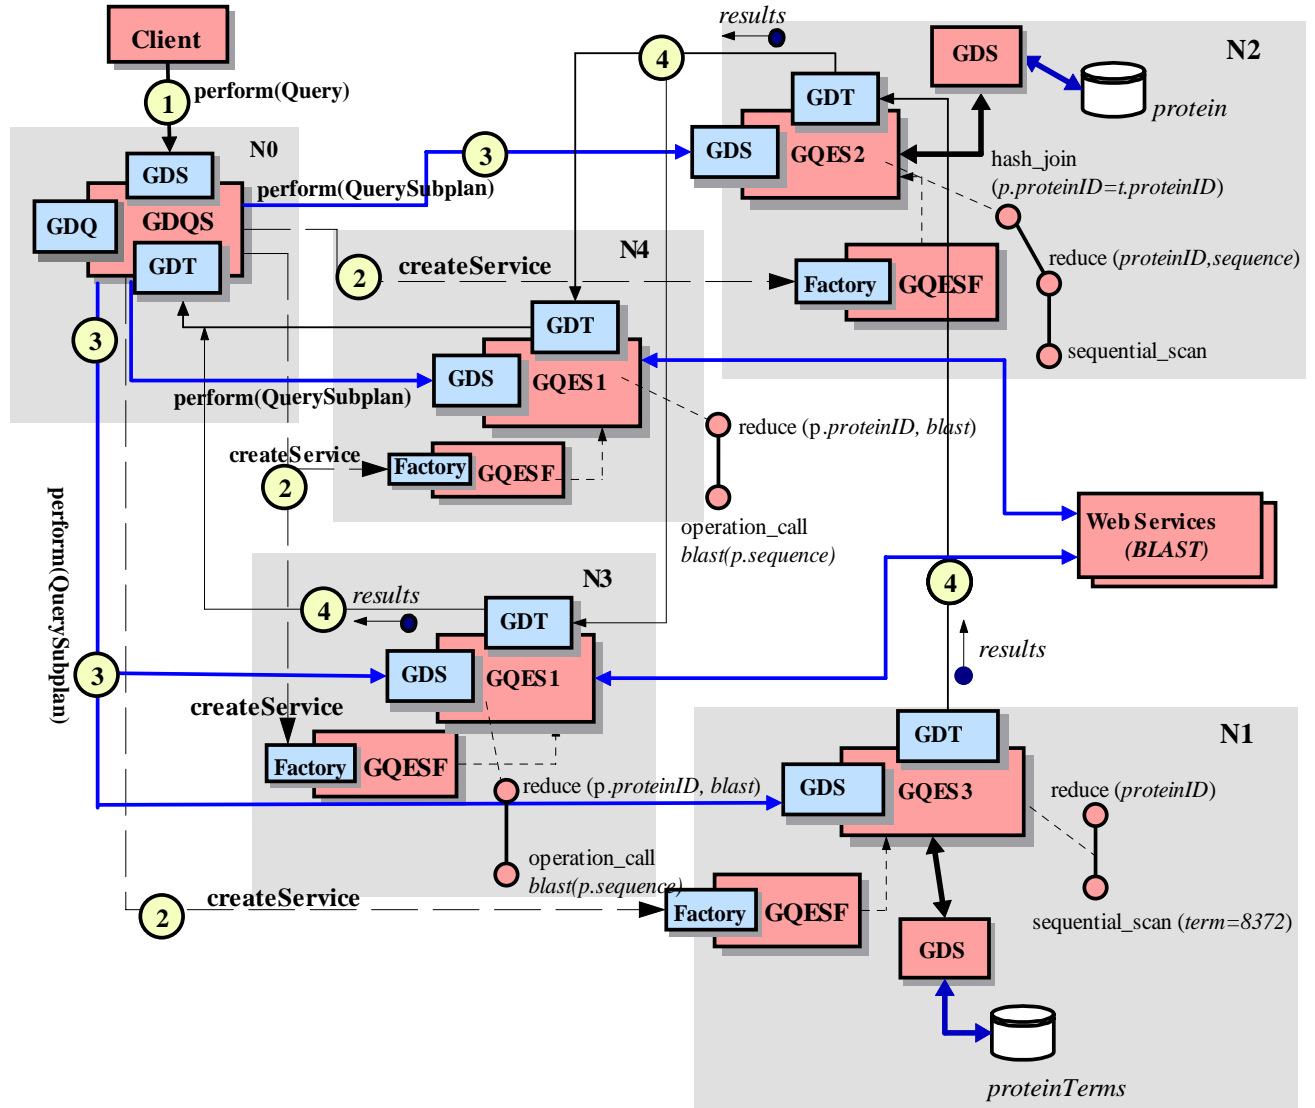 Client
1
perform(Query)
N0
GDS
GDQ
GDQS
GDT
perform(QuerySubplan)
3
results
4
N2
GDT
GDS
GQES2
GDS
protein
hash_join
(p.proteinID=t.proteinID)
reduce (proteinID,sequence)
sequential_scan
Factory
GQESF
2
createService
N4
GDT
GDS
GQES1
3
perform(QuerySubplan)
reduce (p.proteinID, blast)
operation_call
blast(p.sequence)
createService
2
Factory
GQESF
Web Services
(BLAST)
perform(QuerySubplan)
N3
4
results
GDT
GDS
GQES1
3
createService
Factory
GQESF
reduce (p.proteinID, blast)
operation_call
blast(p.sequence)
4
results
N1
GDT
GDS
GQES3
reduce (proteinID)
sequential_scan (term=8372)
2
createService
Factory
GQESF
GDS
proteinTerms